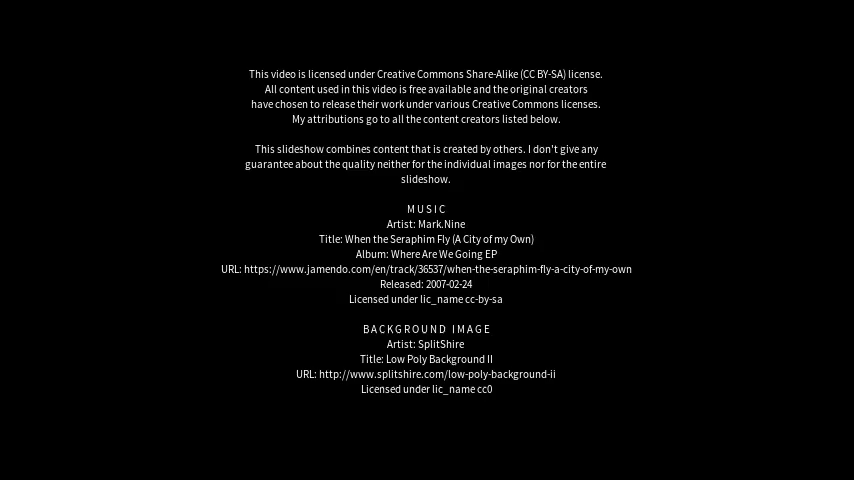 This video is licensed under Creative Commons Share-Alike (CC BY-SA) license.
All content used in this video is free available and the original creators
have chosen to release their work under various Creative Commons licenses.
My attributions go to all the content creators listed below.
This slideshow combines content that is created by others. I don't give any
guarantee about the quality neither for the individual images nor for the entire
slideshow.
MUSIC
Artist: Mark.Nine
Title: When the Seraphim Fly (A City of my Own)
Album: Where Are We Going EP
URL: https://www.jamendo.com/en/track/36537/when-the-seraphim-fly-a-city-of-my-own
Released: 2007-02-24
Licensed under lic_name cc-by-sa
BACKGROUND IMAGE
Artist: SplitShire
Title: Low Poly Background II
URL: http://www.splitshire.com/low-poly-background-ii
Licensed under lic_name cc0